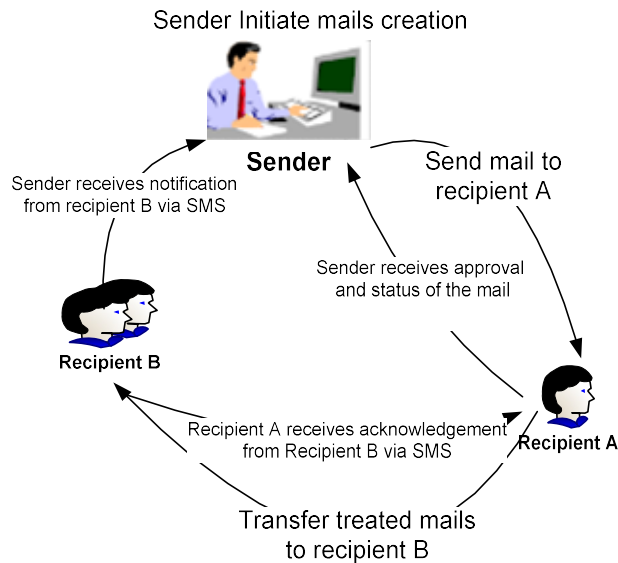 Sender Initiate mails creation
Sender
Send mail to
recipient A
Sender receives notification
from recipient B via SMS
Sender receives approval
and status of the mail
Recipient B
Recipient A receives acknowledgement
from Recipient B via SMS
Recipient A
Transfer treated mails
to recipient B